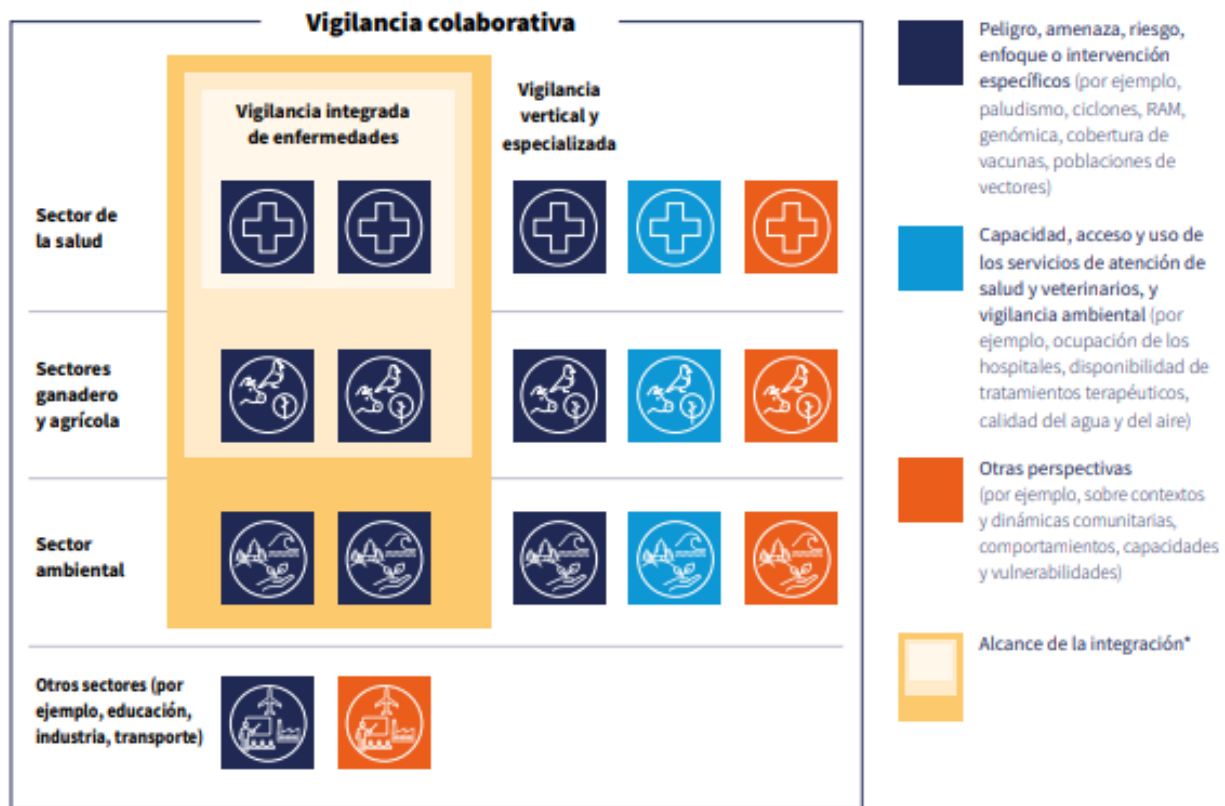 Vigilancia colaborativa
Vigilancia integrada
de enfermedades
Vigilancia
vertical y
especializada
Sector de
la salud
Sectores
ganadero
y agrícola
Sector
ambiental
Otros sectores (por
ejemplo, educación,
industria, transporte)
Peligro, amenaza, riesgo,
enfoque o intervención
específicos (por ejemplo,
paludismo, ciclones, RAM,
genómica, cobertura de
vacunas, poblaciones de
vectores)
Capacidad, acceso y uso de
los servicios de atención de
salud y veterinarios, y
vigilancia ambiental (por
ejemplo, ocupación de los
hospitales, disponibilidad de
tratamientos terapéuticos,
calidad del agua y del aire)
Otras perspectivas
(por ejemplo, sobre contextos
y dinámicas comunitarias,
comportamientos, capacidades
y vulnerabilidades)
Alcance de la integración*